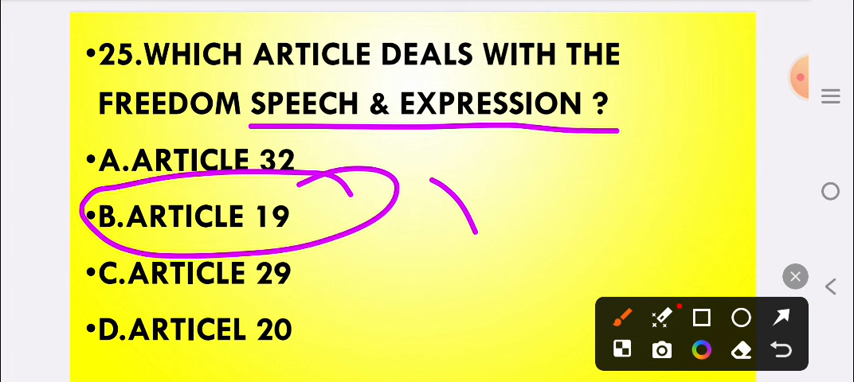 •25.WHICH ARTICLE DEALS WITH THE
FREEDOM SPEECH & EXPRESSION ?
•A.ARTICLE 32
•B.ARTICLE 19
•C.ARTICLE 29
•D.ARTICEL 20